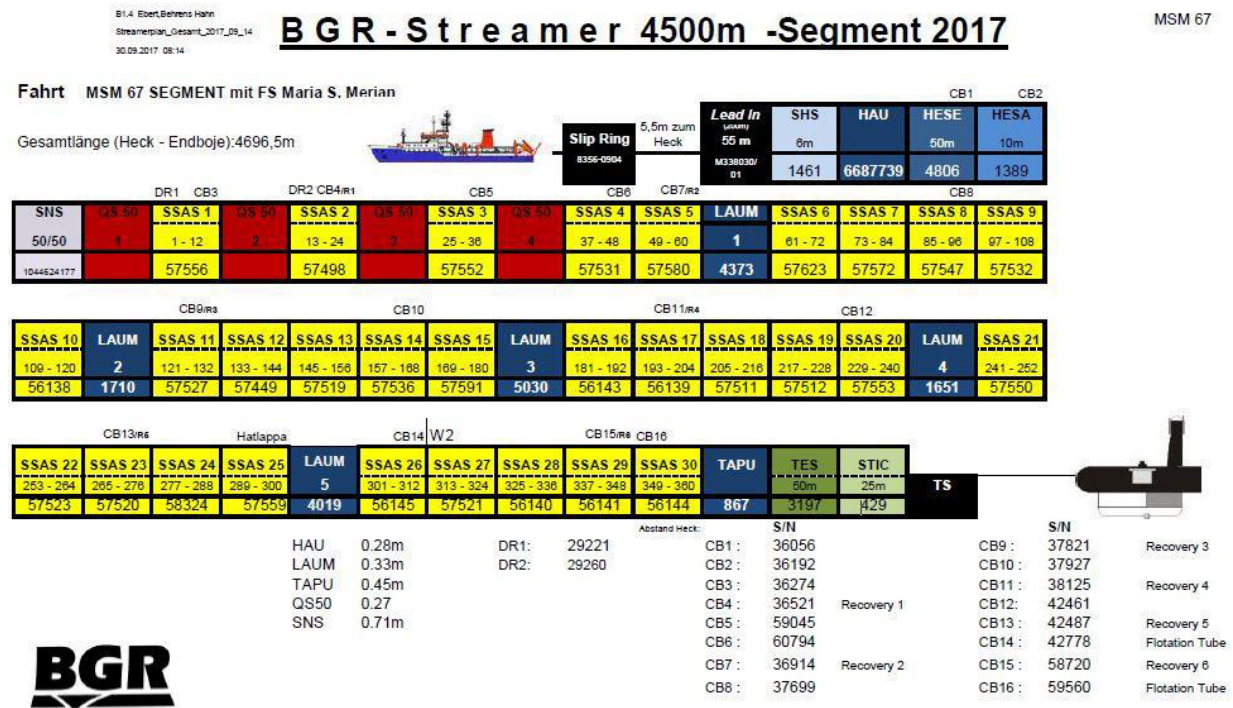 B1.4 Ebert,Behrens Hahn
Streamerplan_Gesamt_2017_09_14
30.09.2017 08:14
BGR-Streamer 4500m -Segment 2017
MSM 67
Fahrt MSM 67 SEGMENT mit FS Maria S. Merian
CB1 CB2
Gesamtlänge (Heck - Endboje):4696,5m
Slip Ring
8356-0904
5,5m zum
Heck
Lead In SHS HAU HESE HESA
55 m 6m 50m 10m
M338030/
01 1461 6687739 4806 1389
DR1 CB3 DR2 CB4/R1 CB5 CB6 CB7/R2 CB8
SNS QS 50 SSAS 1 QS 50 SSAS 2 QS 50 SSAS 3 QS 50 SSAS 4 SSAS 5 LAUM SSAS 6 SSAS 7 SSAS 8 SSAS 9
50/50 1 1 - 12 2 13 - 24 3 25 - 36 4 37 - 48 49 - 60 1 61 - 72 73 - 84 85 - 96 97 - 108
1044624177 57556 57498 57552 57531 57580 4373 57623 57572 57547 57532
CB9/R3 CB10 CB11/R4 CB12
SSAS 10 LAUM SSAS 11 SSAS 12 SSAS 13 SSAS 14 SSAS 15 LAUM SSAS 16 SSAS 17 SSAS 18 SSAS 19 SSAS 20 LAUM SSAS 21
109 - 120 2 121 - 132 133 - 144 145 - 156 157 - 168 169 - 180 3 181 - 192 193 - 204 205 - 216 217 - 228 229 - 240 4 241 - 252
56138 1710 57527 57449 57519 57536 57591 5030 56143 56139 57511 57512 57553 1651 57550
CB13/R5 Hatlappa CB14 W2 CB15/R6 CB16
SSAS 22 SSAS 23 SSAS 24 SSAS 25 LAUM SSAS 26 SSAS 27 SSAS 28 SSAS 29 SSAS 30 TAPU TES STIC
253 - 264 265 - 276 277 - 288 289 - 300 5 301 - 312 313 - 324 325 - 336 337 - 348 349 - 360 50m 25m TS
57523 57520 58324 57559 4019 56145 57521 56140 56141 56144 867 3197 429
Abstand Heck: S/N S/N
HAU 0.28m DR1: 29221 CB1 : 36056 CB9 : 37821 Recovery 3
LAUM 0.33m DR2: 29260 CB2 : 36192 CB10 : 37927
TAPU 0.45m CB3 : 36274 CB11 : 38125 Recovery 4
QS50 0.27 CB4 : 36521 Recovery 1 CB12: 42461
SNS 0.71m CB5 : 59045 CB13 : 42487 Recovery 5
CB6 : 60794 CB14 : 42778 Flotation Tube
CB7 : 36914 Recovery 2 CB15 : 58720 Recovery 6
CB8 : 37699 CB16 : 59560 Flotation Tube
BGR